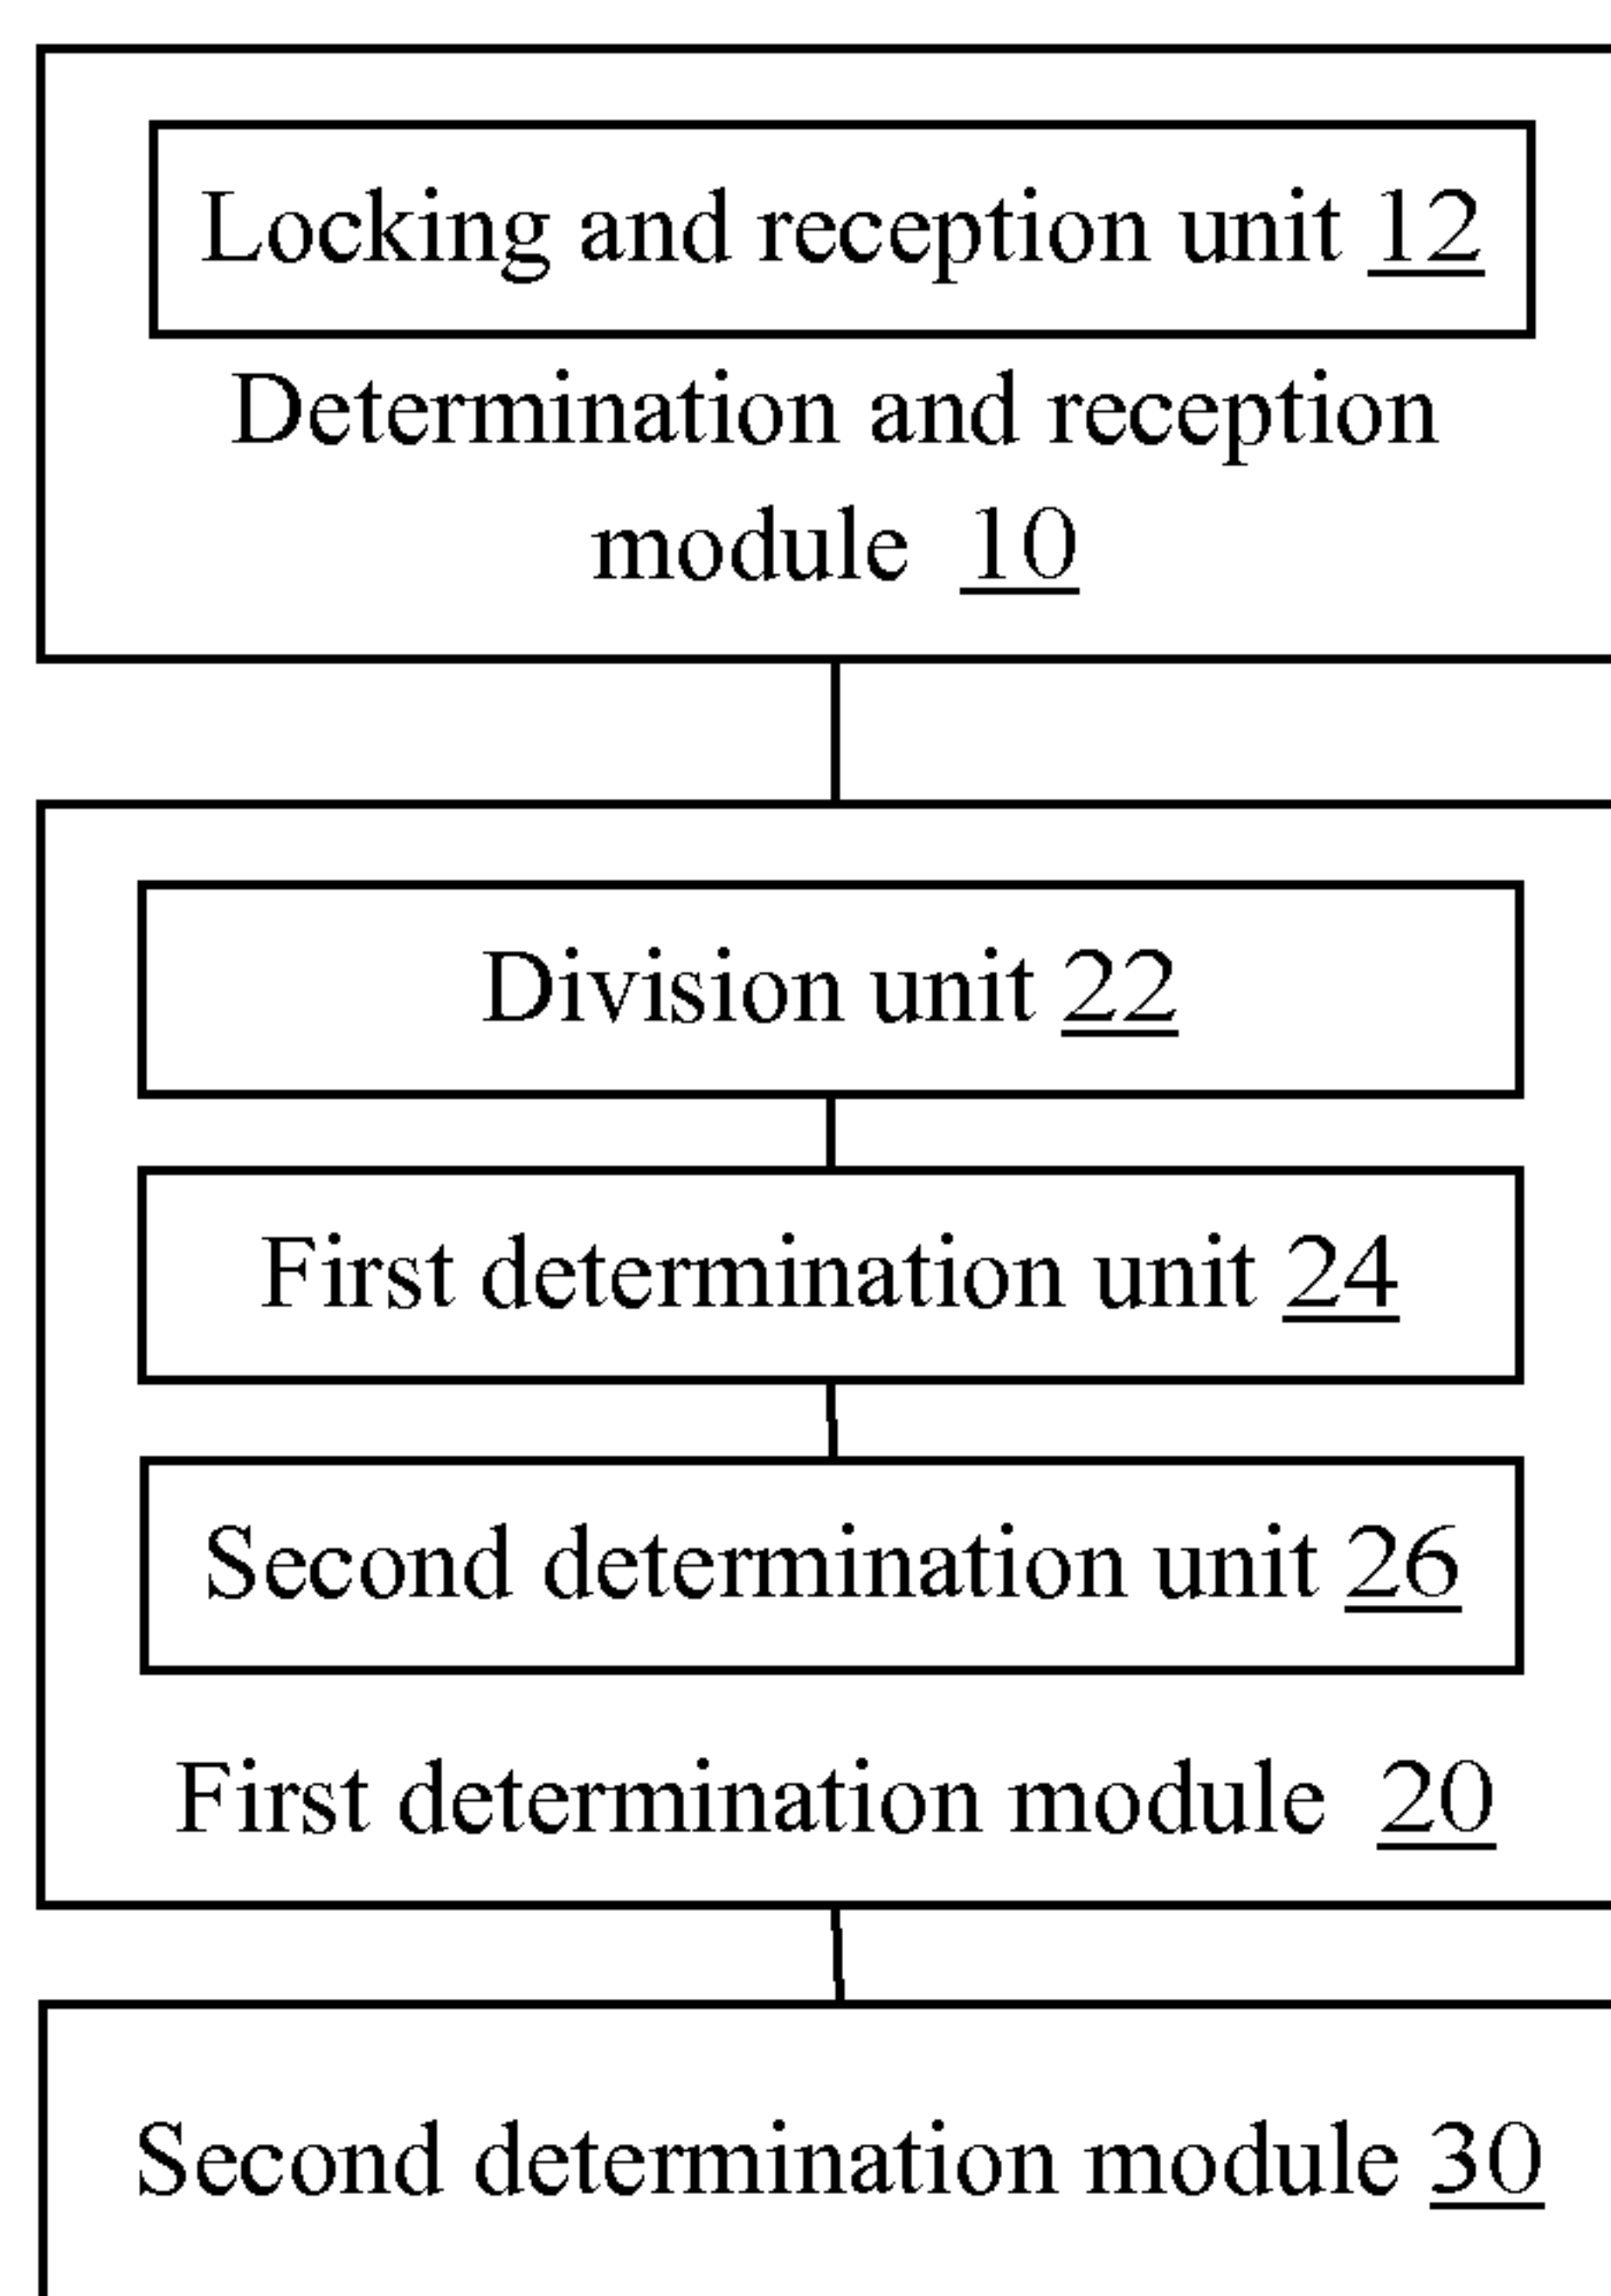 Locking and reception unit 12
Determination and reception
module 10
Division unit 22
First determination unit 24
Second determination unit 26
First determination module 20
Second determination module 30